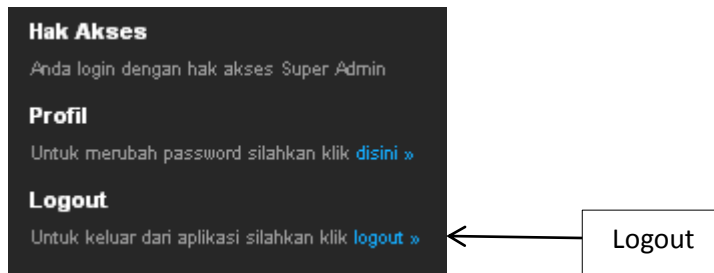 Hak Akses
Anda login dengan hak akses Super Admin
Profil
Untuk merubah password silahkan klik disini »
Logout
Untuk keluar dari aplikasi silahkan klik logout »
Logout